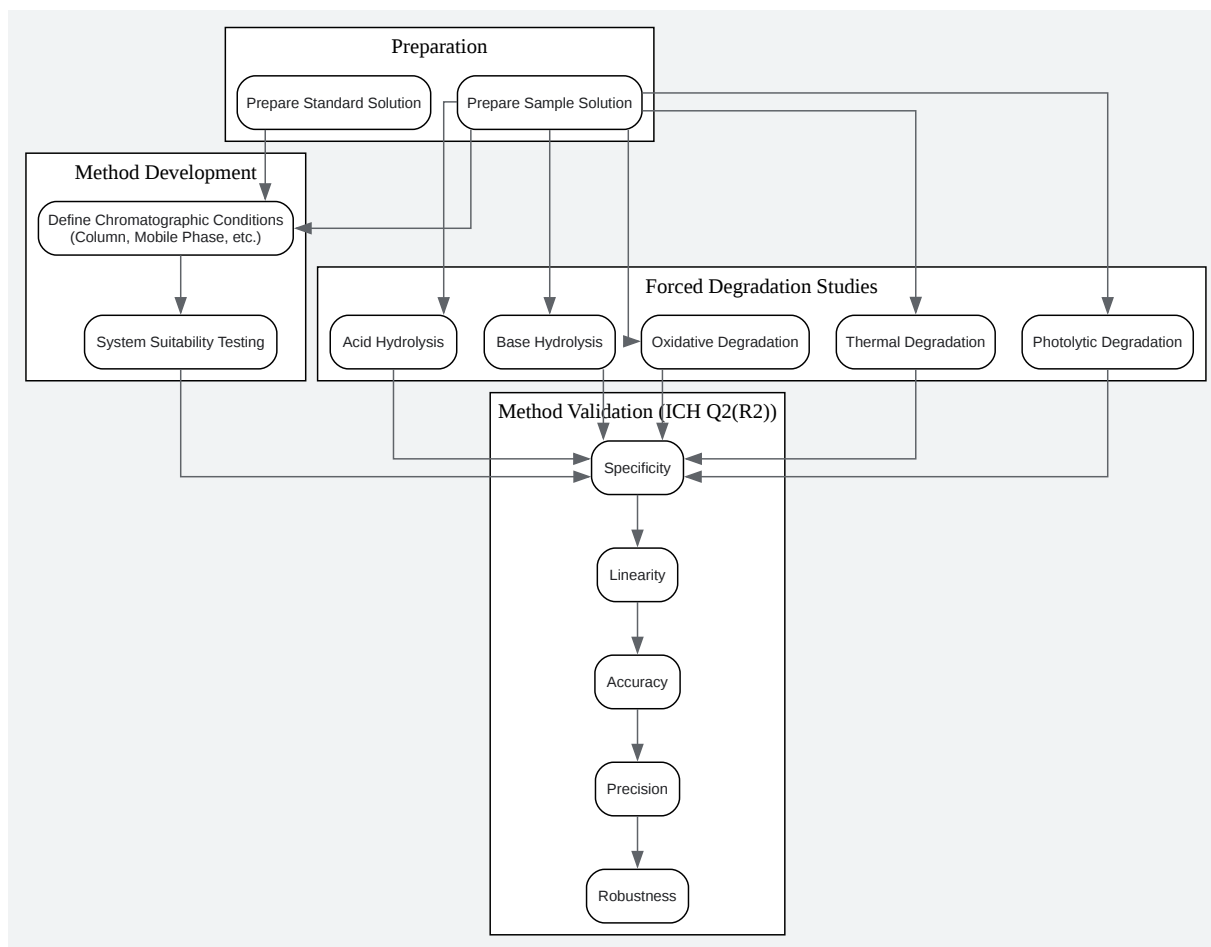 Preparation
Prepare Standard Solution
Prepare Sample Solution
Method Development
Define Chromatographic Conditions
(Column, Mobile Phase, etc.)
System Suitability Testing
Forced Degradation Studies
Acid Hydrolysis
Base Hydrolysis
Oxidative Degradation
Thermal Degradation
Photolytic Degradation
Method Validation (ICH Q2(R2))
Specificity
Linearity
Accuracy
Precision
Robustness